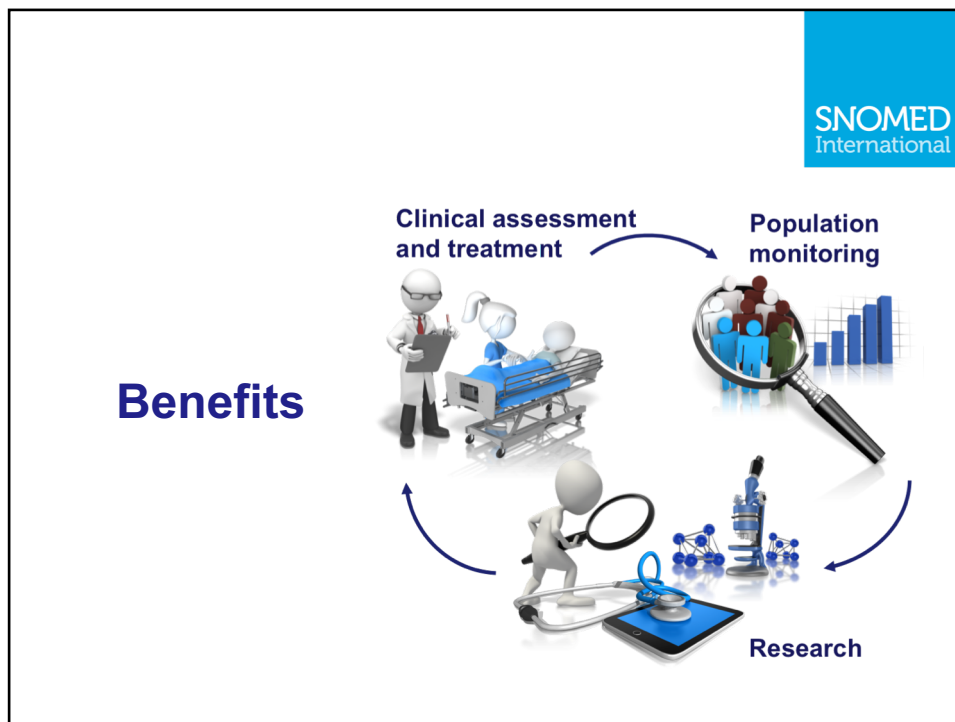 SNOMED
International
Clinical assessment
and treatment
Population
monitoring
Benefits
Research